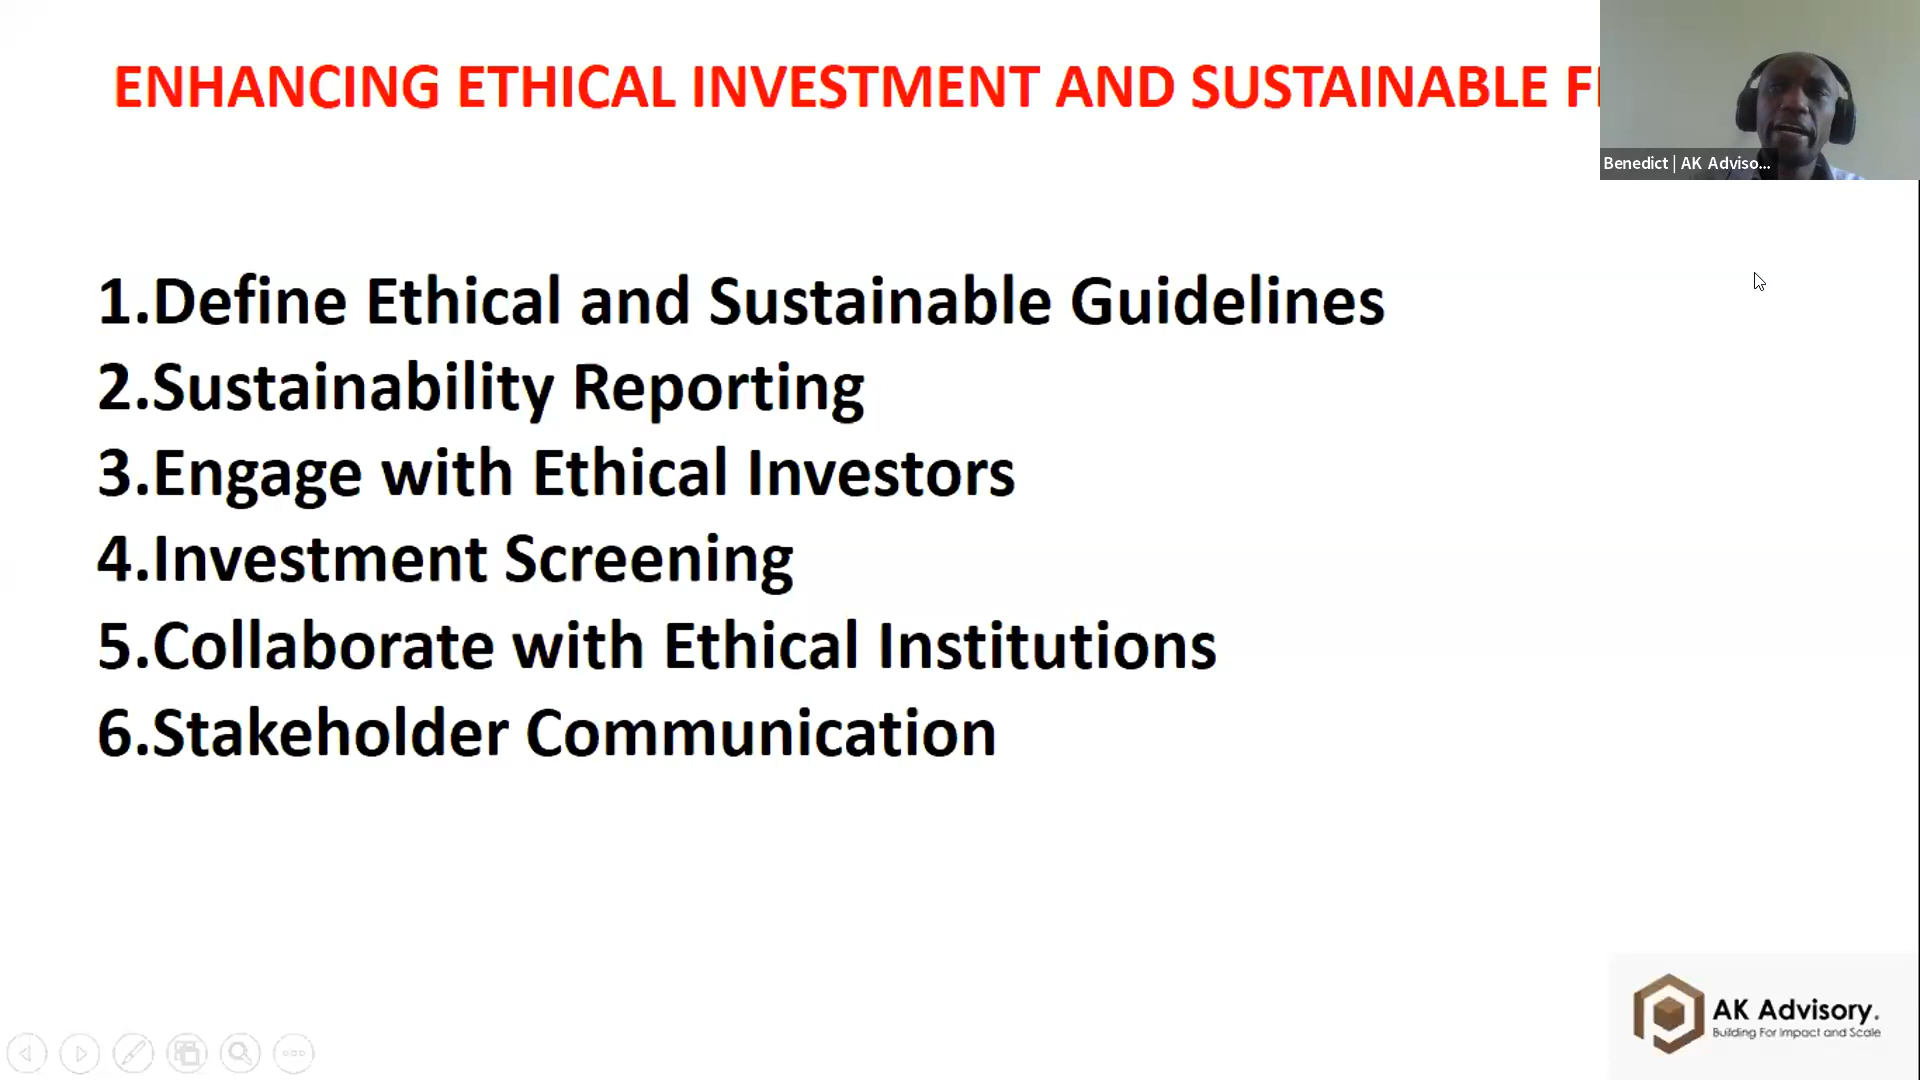 ENHANCING ETHICAL INVESTMENT AND SUSTAINABLE
Benedict | AK Adviso...
1.Define Ethical and Sustainable Guidelines
2.Sustainability Reporting
3.Engage with Ethical Investors
4.Investment Screening
5.Collaborate with Ethical Institutions
6.Stakeholder Communication
AK Advisory.
Building For Impact and Scale